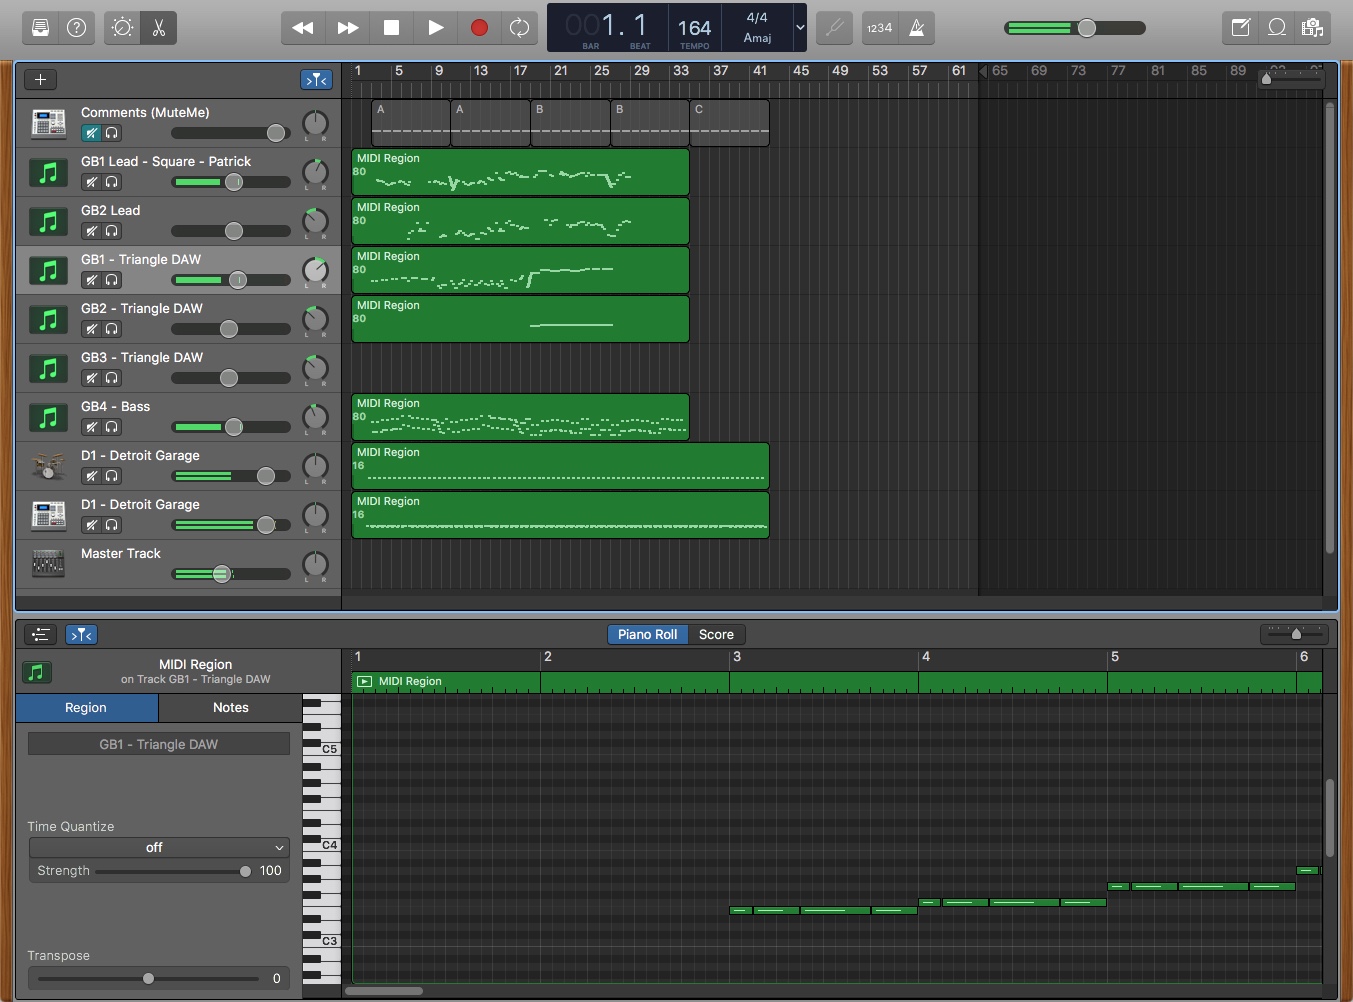 001. 1
BAR BEAT
164
TEMPO
4/4
Amaj
1234
1 5 9 13 17 21 25 29 33 37 41 45 49 53 57 61 65 69 73 77 81 85 89
Comments (MuteMe)
L R
A A B B C
GB1 Lead - Square - Patrick
L R
MIDI Region
80
GB2 Lead
L R
MIDI Region
80
GB1 - Triangle DAW
L R
MIDI Region
80
GB2 - Triangle DAW
L R
MIDI Region
80
GB3 - Triangle DAW
L R
GB4 - Bass
L R
MIDI Region
80
D1 - Detroit Garage
L R
MIDI Region
16
D1 - Detroit Garage
L R
MIDI Region
16
Master Track
L R
Piano Roll Score
MIDI Region
on Track GB1 - Triangle DAW
1 2 3 4 5 6
MIDI Region
Region Notes
GB1 - Triangle DAW
Time Quantize
off
Strength 100
Transpose
0
C5
C4
C3